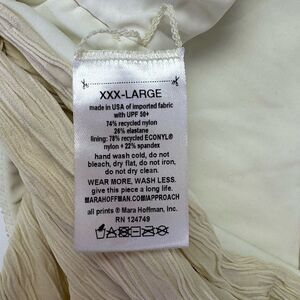 XXX-LARGE
made in USA of imported fabric
with UPF 50+
74% recycled nylon
26% elastane
lining: 78% recycled ECONYL®
nylon + 22% spandex
hand wash cold, do not
bleach, dry flat, do not iron,
do not dry clean.
WEAR MORE, WASH LESS.
give this piece a long life.
MARAHOFFMAN.COM/APPROACH
all prints ® Mara Hoffman, Inc.
RN 124749